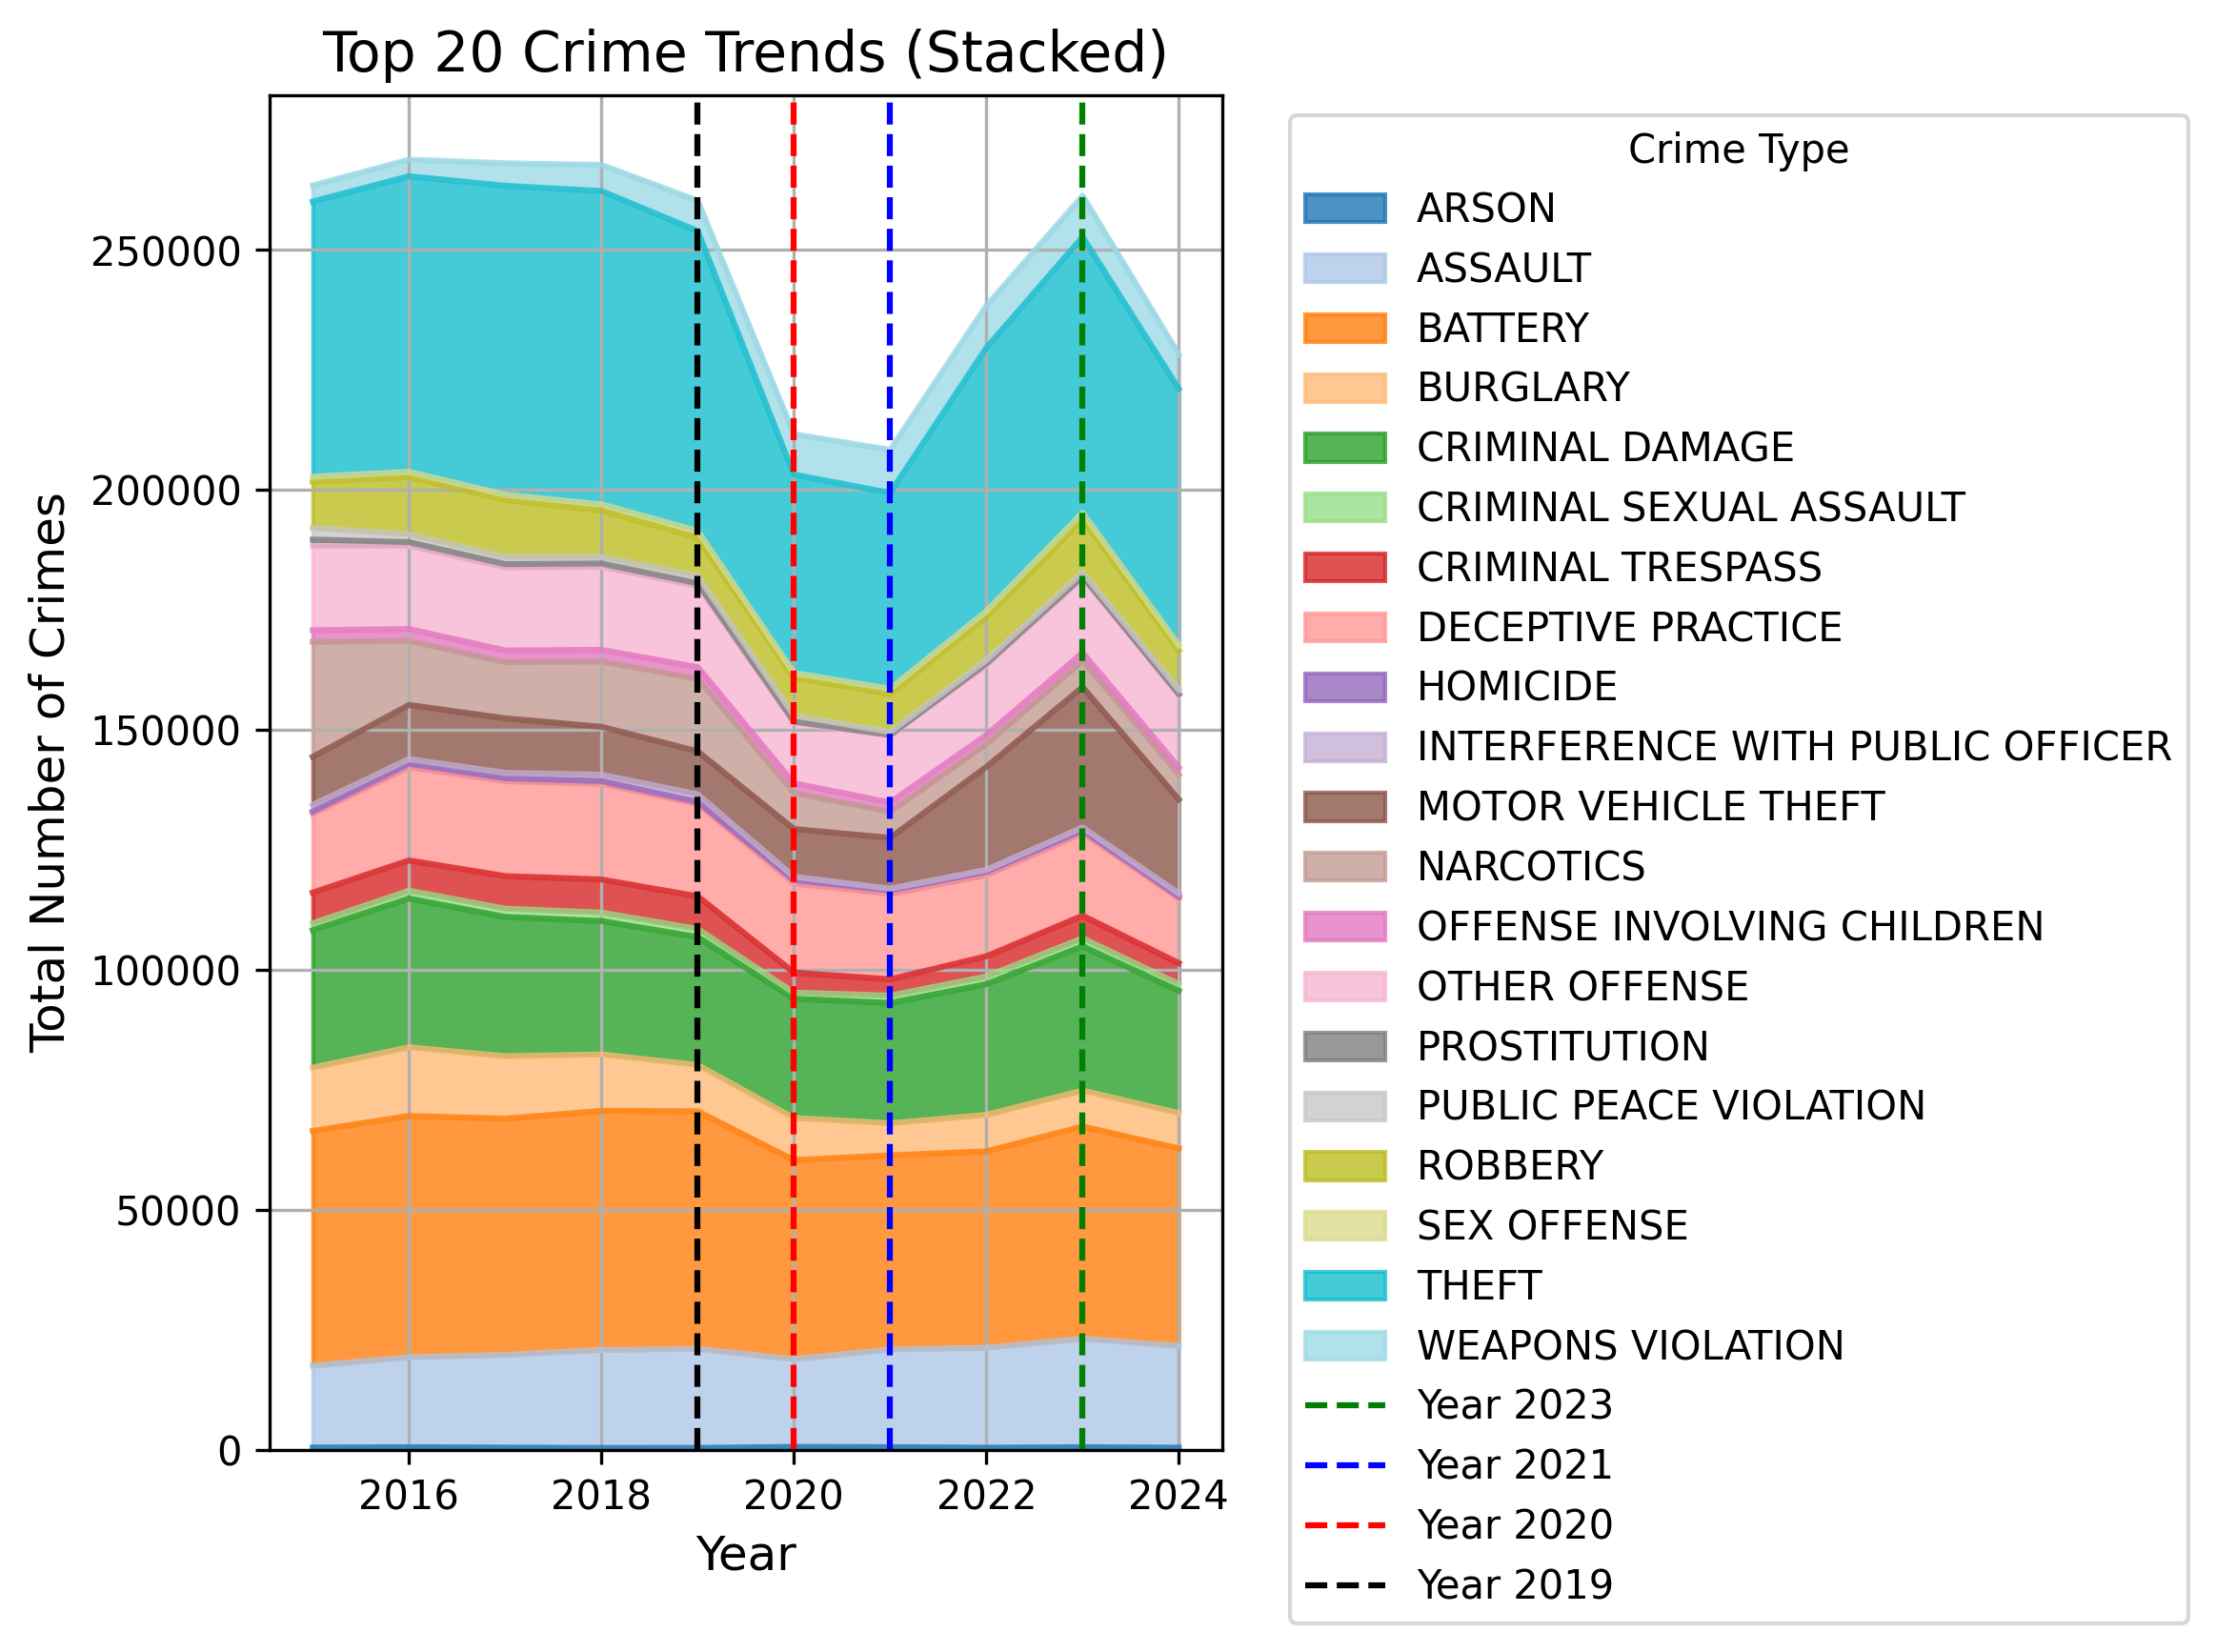 Top 20 Crime Trends (Stacked)
Total Number of Crimes
250000
200000
150000
100000
50000
0
2016 2018 2020 2022 2024
Year
Crime Type
ARSON
ASSAULT
BATTERY
BURGLARY
CRIMINAL DAMAGE
CRIMINAL SEXUAL ASSAULT
CRIMINAL TRESPASS
DECEPTIVE PRACTICE
HOMICIDE
INTERFERENCE WITH PUBLIC OFFICER
MOTOR VEHICLE THEFT
NARCOTICS
OFFENSE INVOLVING CHILDREN
OTHER OFFENSE
PROSTITUTION
PUBLIC PEACE VIOLATION
ROBBERY
SEX OFFENSE
THEFT
WEAPONS VIOLATION
Year 2023
Year 2021
Year 2020
Year 2019